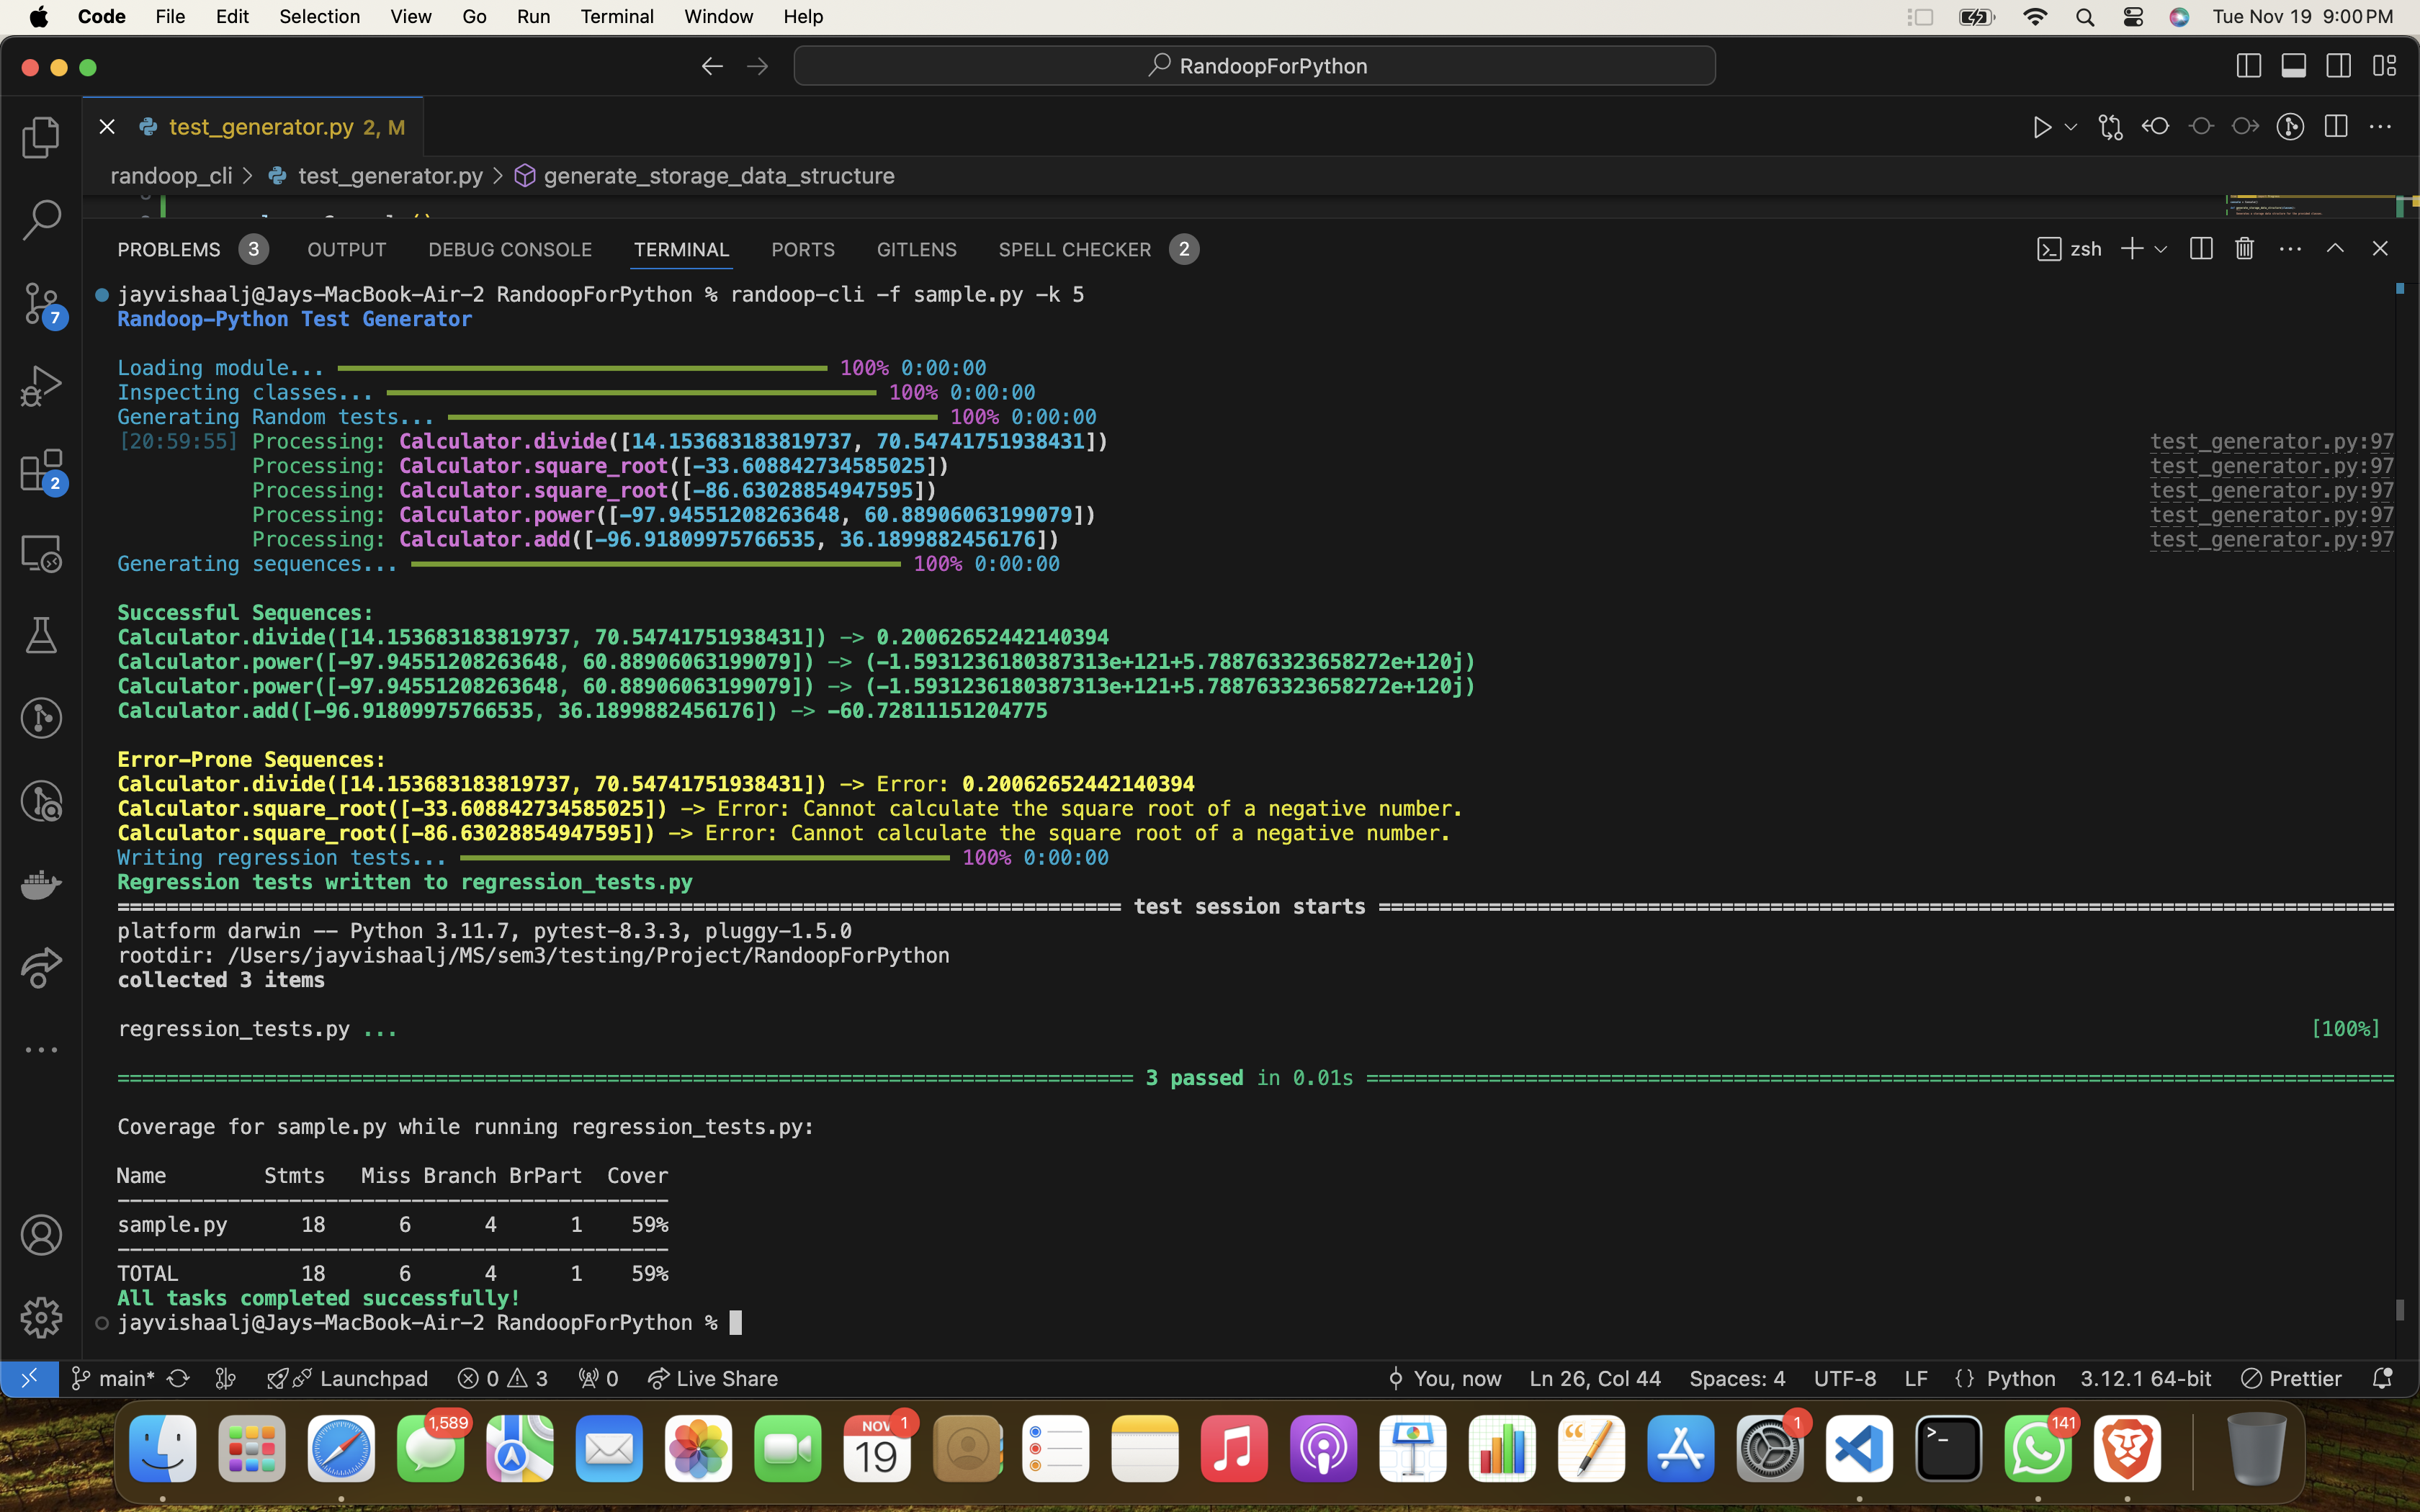 Code File Edit Selection View Go Run Terminal Window Help Tue Nov 19 9:00 PM
RandoopForPython
test_generator.py 2, M
randoop_cli > test_generator.py > generate_storage_data_structure
PROBLEMS 3 OUTPUT DEBUG CONSOLE TERMINAL PORTS GITLENS SPELL CHECKER 2 zsh
jayvishaalj@Jays-MacBook-Air-2 RandoopForPython % randoop-cli -f sample.py -k 5
Randoop-Python Test Generator
Loading module... 100% 0:00:00
Inspecting classes... 100% 0:00:00
Generating Random tests... 100% 0:00:00
[20:59:55] Processing: Calculator.divide([14.153683183819737, 70.54741751938431]) test_generator.py:97
Processing: Calculator.square_root([-33.608842734585025]) test_generator.py:97
Processing: Calculator.square_root([-86.63028854947595]) test_generator.py:97
Processing: Calculator.power([-97.94551208263648, 60.88906063199079]) test_generator.py:97
Processing: Calculator.add([-96.91809975766535, 36.1899882456176]) test_generator.py:97
Generating sequences... 100% 0:00:00
Successful Sequences:
Calculator.divide([14.153683183819737, 70.54741751938431]) -> 0.20062652442140394
Calculator.power([-97.94551208263648, 60.88906063199079]) -> (-1.5931236180387313e+121+5.788763323658272e+120j)
Calculator.power([-97.94551208263648, 60.88906063199079]) -> (-1.5931236180387313e+121+5.788763323658272e+120j)
Calculator.add([-96.91809975766535, 36.1899882456176]) -> -60.72811151204775
Error-Prone Sequences:
Calculator.divide([14.153683183819737, 70.54741751938431]) -> Error: 0.20062652442140394
Calculator.square_root([-33.608842734585025]) -> Error: Cannot calculate the square root of a negative number.
Calculator.square_root([-86.63028854947595]) -> Error: Cannot calculate the square root of a negative number.
Writing regression tests... 100% 0:00:00
Regression tests written to regression_tests.py
test session starts
platform darwin -- Python 3.11.7, pytest-8.3.3, pluggy-1.5.0
rootdir: /Users/jayvishaalj/MS/sem3/testing/Project/RandoopForPython
collected 3 items
regression_tests.py ... [100%]
3 passed in 0.01s
Coverage for sample.py while running regression_tests.py:
Name Stmts Miss Branch BrPart Cover
sample.py 18 6 4 1 59%
TOTAL 18 6 4 1 59%
All tasks completed successfully!
jayvishaalj@Jays-MacBook-Air-2 RandoopForPython %
7
2
main* Launchpad 0 3 0 Live Share You, now Ln 26, Col 44 Spaces: 4 UTF-8 LF {} Python 3.12.1 64-bit Prettier
1,589 NOV 19 1 1 141